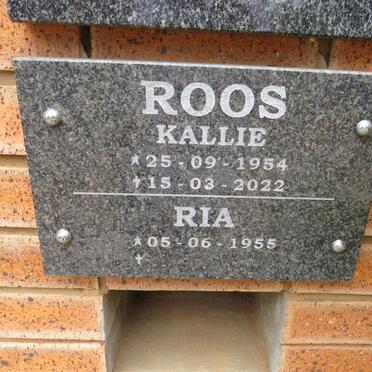 ROOS
KALLIE
* 25 - 09 - 1954
✝ 15 - 03 - 2022
RIA
* 05 - 06 - 1955
✝